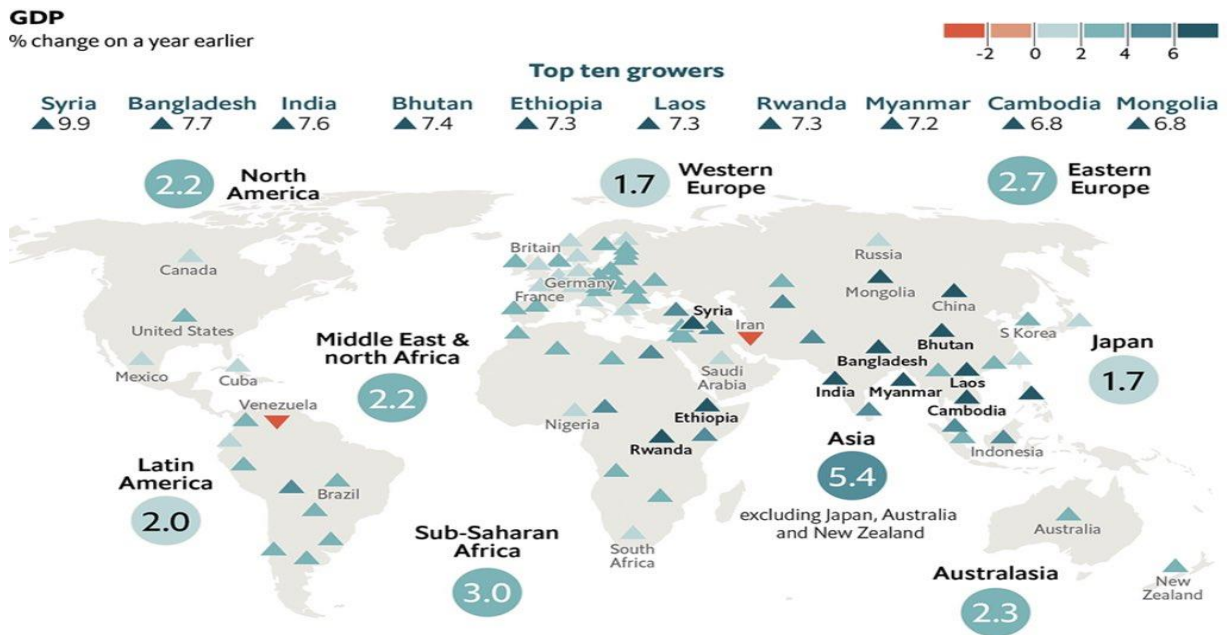 GDP
% change on a year earlier
-2 0 2 4 6
Top ten growers
Syria Bangladesh India Bhutan Ethiopia Laos Rwanda Myanmar Cambodia Mongolia
9.9 7.7 7.6 7.4 7.3 7.3 7.3 7.2 6.8 6.8
2.2 North
America
1.7 Western
Europe
2.7 Eastern
Europe
Canada
United States
Mexico
Cuba
Venezuela
Latin
America
2.0
Brazil
Middle East &
north Africa
2.2
Britain
Germany
France
Syria
Iran
Saudi
Arabia
Nigeria
Ethiopia
Rwanda
Sub-Saharan
Africa
3.0
South
Africa
Russia
Mongolia
China
Bhutan
Bangladesh
India
Myanmar
Laos
Cambodia
S Korea
Japan
1.7
Indonesia
Asia
5.4
excluding Japan, Australia
and New Zealand
Australia
New
Zealand
Australasia
2.3